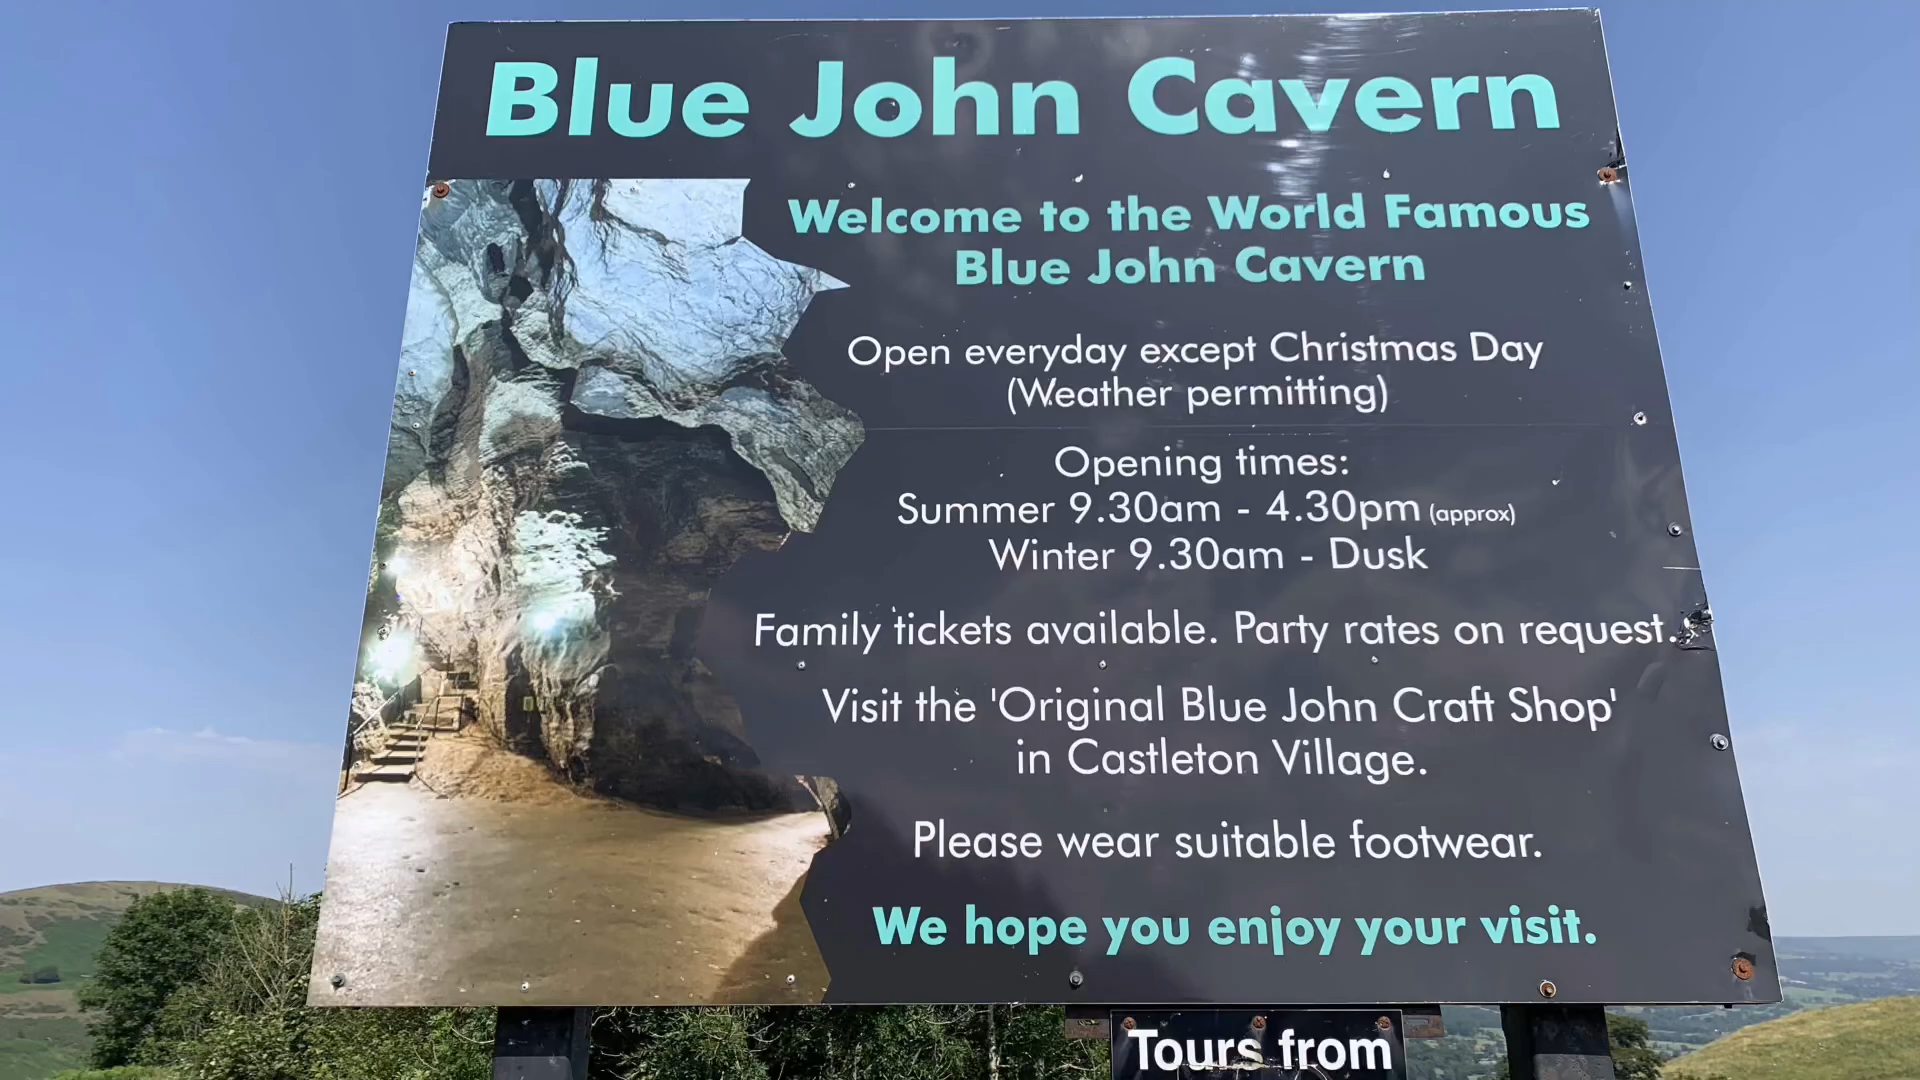 Blue John Cavern
Welcome to the World Famous
Blue John Cavern
Open everyday except Christmas Day
(Weather permitting)
Opening times:
Summer 9.30am - 4.30pm (approx)
Winter 9.30am - Dusk
Family tickets available. Party rates on request.
Visit the 'Original Blue John Craft Shop'
in Castleton Village.
Please wear suitable footwear.
We hope you enjoy your visit.
Tours from